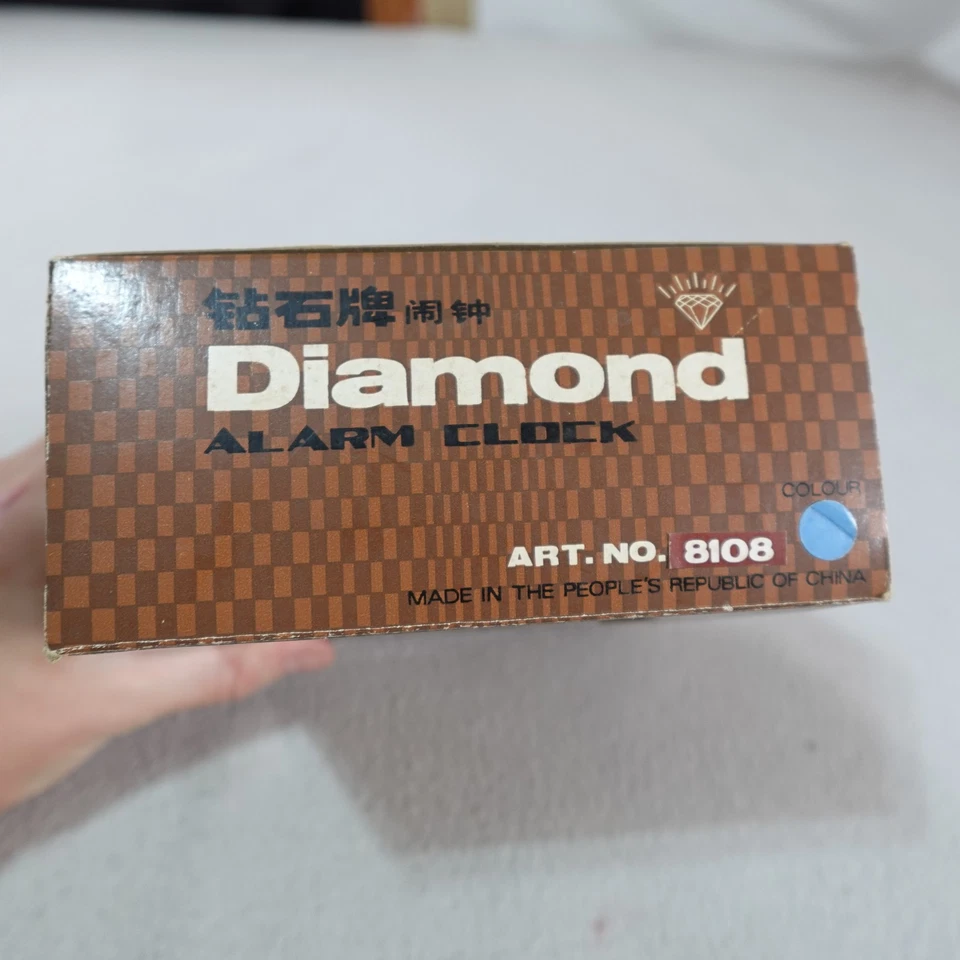 钻石牌闹钟
Diamond
ALARM CLOCK
COLOUR
ART. NO. 8108
MADE IN THE PEOPLE'S REPUBLIC OF CHINA